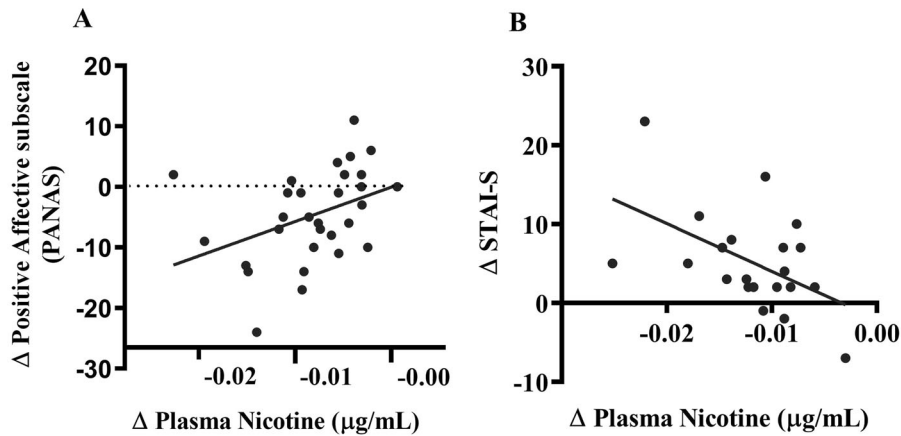 A
Δ Positive Affective subscale
(PANAS)
20
10
0
-10
-20
-30
-0.02
-0.01
-0.00
Δ Plasma Nicotine (μg/mL)
B
Δ STAI-S
30
20
10
0
-10
-0.02
-0.01
0.00
Δ Plasma Nicotine (μg/mL)